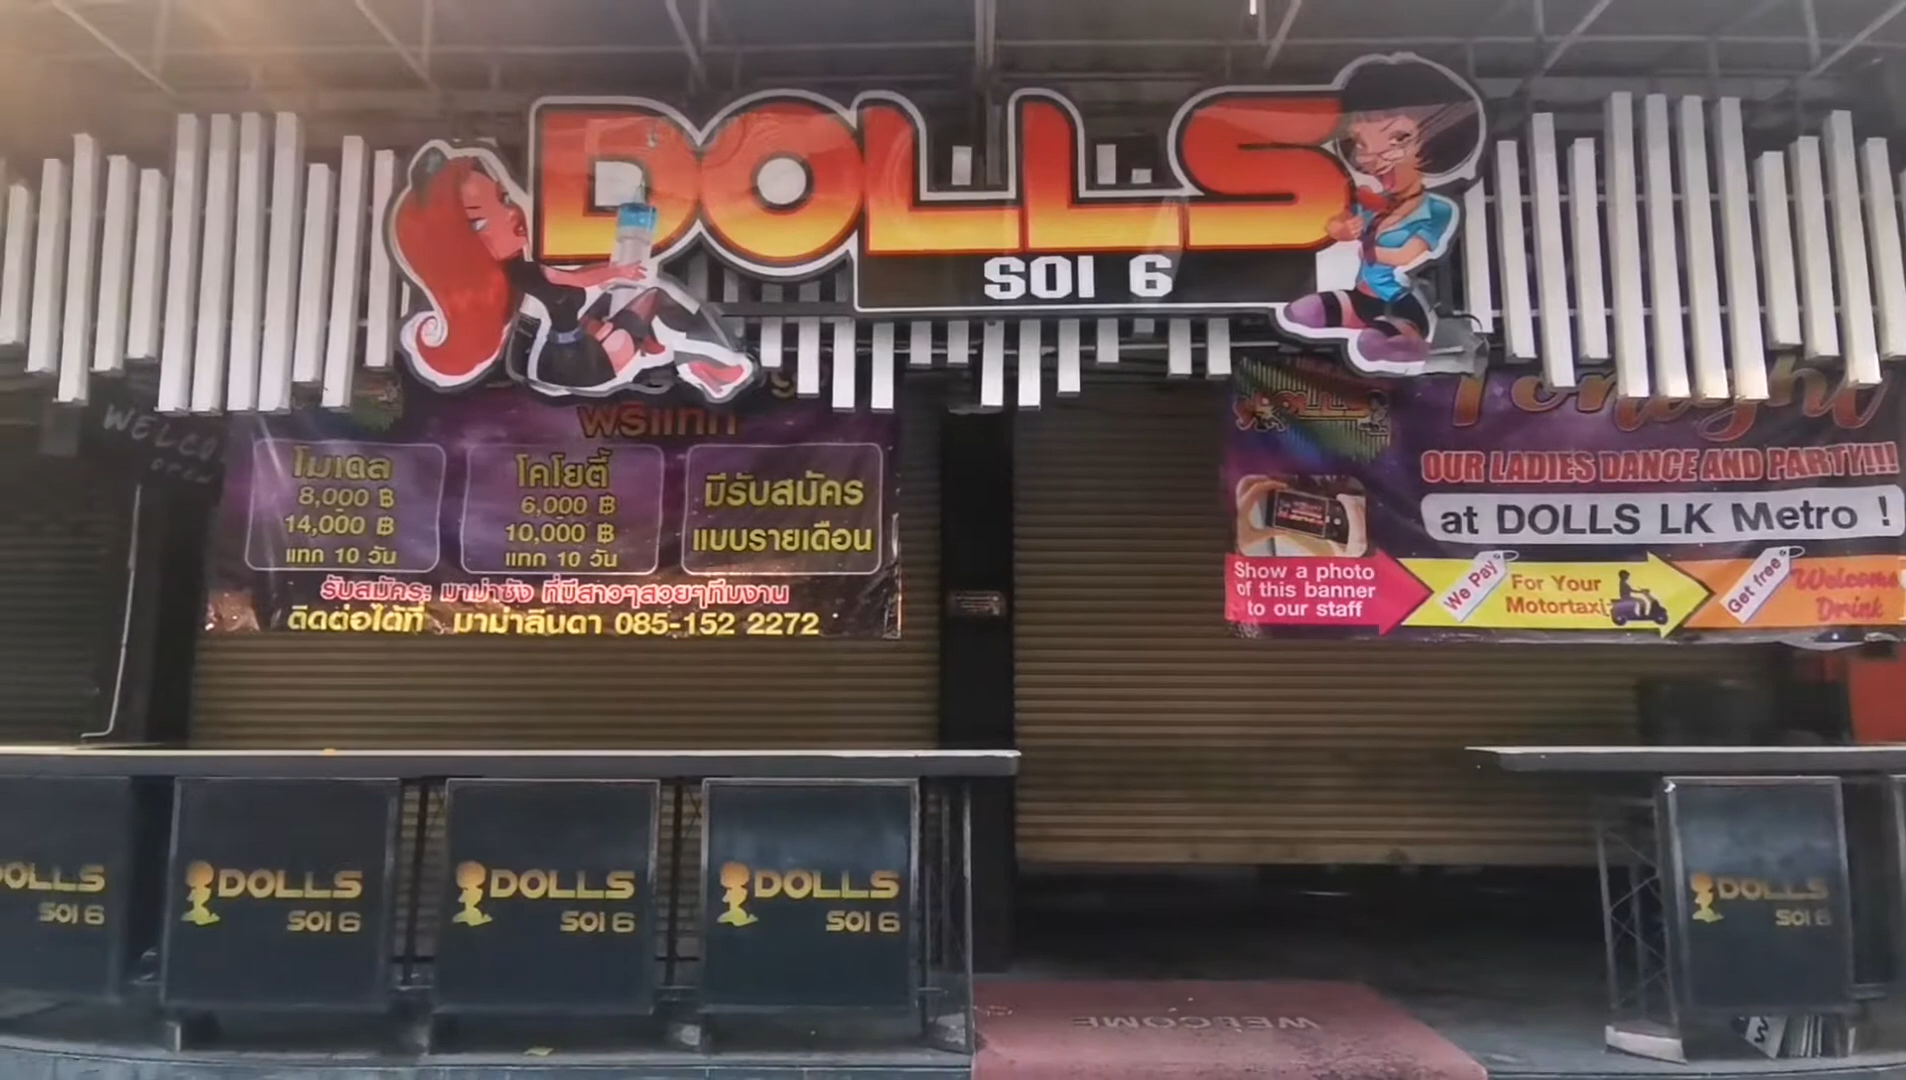 DOLLS
SOI 6
WELCO
OPEN
ฟรีแทค
โมเดล
8,000 ฿
-
14,000 ฿
แทค 10 วัน
โคโยตี้
6,000 ฿
-
10,000 ฿
แทค 10 วัน
มีรับสมัคร
แบบรายเดือน
รับสมัคร: มาม่าซัง ที่มีสาวๆสวยๆทีมงาน
ติดต่อได้ที่ มาม่าลินดา 085-152 2272
DOLLS
Tonight
OUR LADIES DANCE AND PARTY!!!
at DOLLS LK Metro !
Show a photo
of this banner
to our staff
We Pay
For Your
Motortaxi
Get free
Welcome
Drink
DOLLS
SOI 6
DOLLS
SOI 6
DOLLS
SOI 6
DOLLS
SOI 6
DOLLS
SOI 6
WELCOME